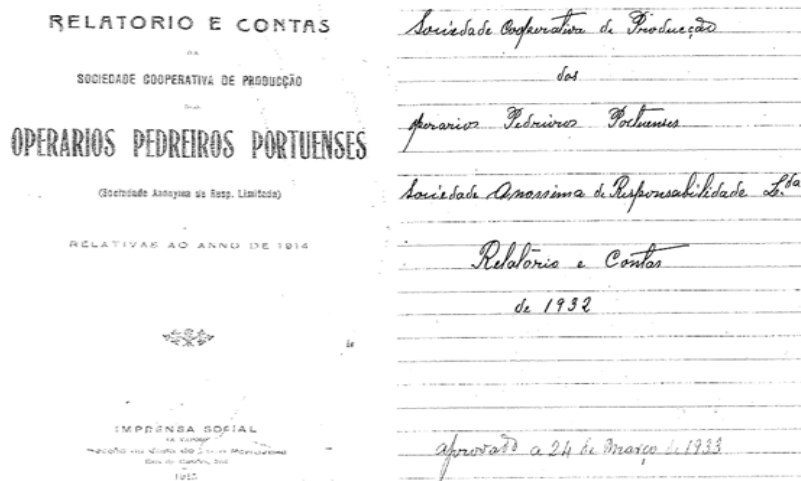 RELATORIO E CONTAS
DA
SOCIEDADE COOPERATIVA DE PRODUCÇÃO
DOS
OPERARIOS PEDREIROS PORTUENSES
(Sociedade Anonyma de Resp. Limitada)
RELATIVAS AO ANNO DE 1914
IMPRENSA SOCIAL
1915
Sociedade Cooperativa de Producção
dos
operarios Pedreiros Portuenses
Sociedade Anonima de Responsabilidade L.da
Relatório e Contas
de 1932
aprovado a 24 de Março de 1933